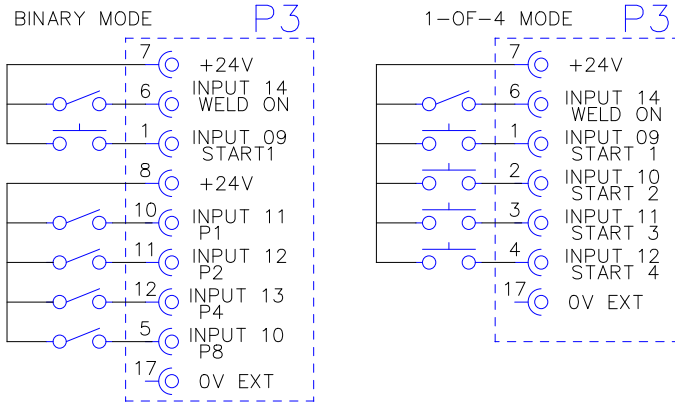 BINARY MODE P3
7 +24V
6 INPUT 14
WELD ON
1 INPUT 09
START1
8 +24V
10 INPUT 11
P1
11 INPUT 12
P2
12 INPUT 13
P4
5 INPUT 10
P8
17 0V EXT
1-OF-4 MODE P3
7 +24V
6 INPUT 14
WELD ON
1 INPUT 09
START 1
2 INPUT 10
START 2
3 INPUT 11
START 3
4 INPUT 12
START 4
17 0V EXT